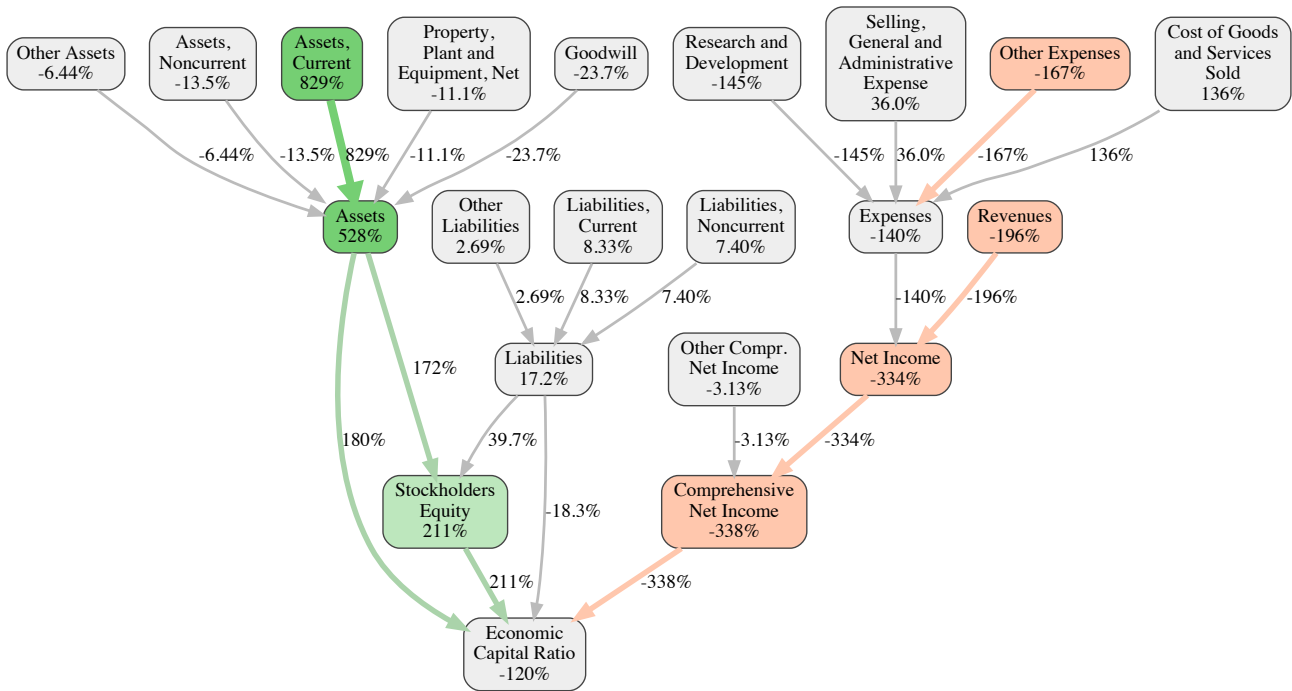 Other Assets
-6.44%
Assets,
Noncurrent
-13.5%
Assets,
Current
829%
Property,
Plant and
Equipment, Net
-11.1%
Goodwill
-23.7%
Research and
Development
-145%
Selling,
General and
Administrative
Expense
36.0%
Other Expenses
-167%
Cost of Goods
and Services
Sold
136%
-6.44%
-13.5%
829%
-11.1%
-23.7%
-145%
36.0%
-167%
136%
Assets
528%
Other
Liabilities
2.69%
Liabilities,
Current
8.33%
Liabilities,
Noncurrent
7.40%
Expenses
-140%
Revenues
-196%
2.69%
8.33%
7.40%
-140%
-196%
172%
Liabilities
17.2%
Other Compr.
Net Income
-3.13%
Net Income
-334%
180%
39.7%
-3.13%
-334%
Stockholders
Equity
211%
-18.3%
Comprehensive
Net Income
-338%
211%
-338%
Economic
Capital Ratio
-120%